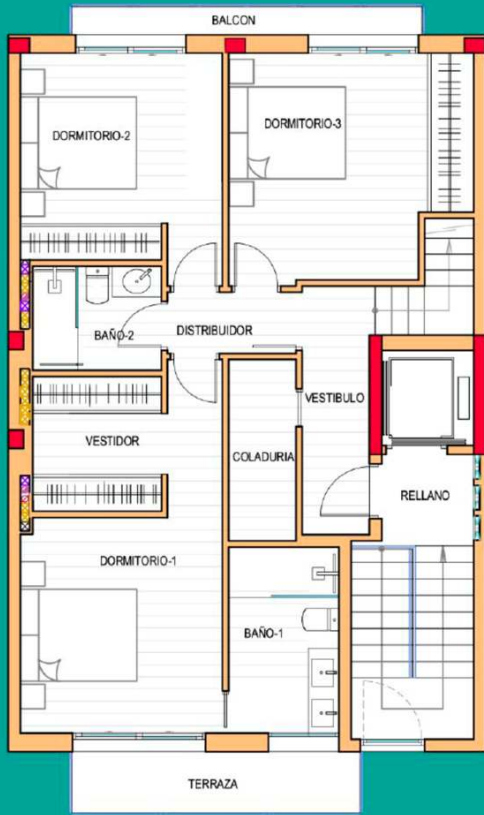 BALCON
DORMITORIO-2
DORMITORIO-3
BAÑO-2
DISTRIBUIDOR
VESTIBULO
VESTIDOR
COLADURIA
RELLANO
DORMITORIO-1
BAÑO-1
TERRAZA